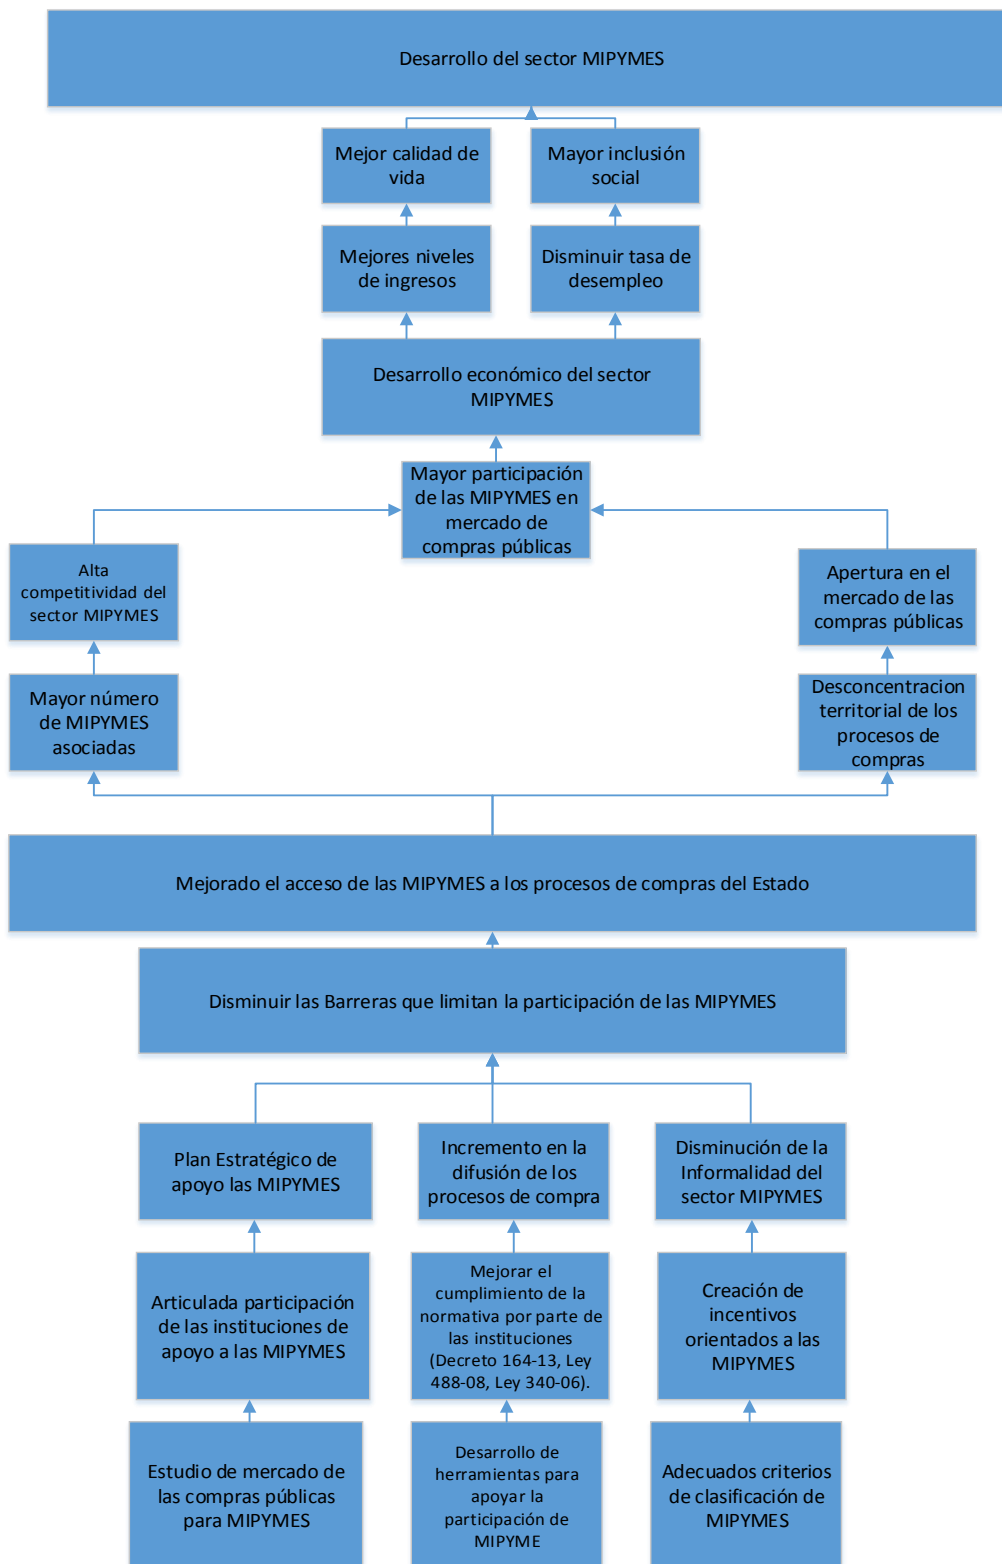 Desarrollo del sector MIPYMES
Mejor calidad de
vida
Mayor inclusión
social
Mejores niveles
de ingresos
Disminuir tasa de
desempleo
Desarrollo económico del sector
MIPYMES
Mayor participación
de las MIPYMES en
mercado de
compras públicas
Alta
competitividad del
sector MIPYMES
Apertura en el
mercado de las
compras públicas
Mayor número
de MIPYMES
asociadas
Desconcentracion
territorial de los
procesos de
compras
Mejorado el acceso de las MIPYMES a los procesos de compras del Estado
Disminuir las Barreras que limitan la participación de las MIPYMES
Plan Estratégico de
apoyo las MIPYMES
Incremento en la
difusión de los
procesos de compra
Disminución de la
Informalidad del
sector MIPYMES
Articulada participación
de las instituciones de
apoyo a las MIPYMES
Mejorar el
cumplimiento de la
normativa por parte de
las instituciones
(Decreto 164-13, Ley
488-08, Ley 340-06).
Creación de
incentivos
orientados a las
MIPYMES
Estudio de mercado de
las compras públicas
para MIPYMES
Desarrollo de
herramientas para
apoyar la
participación de
MIPYME
Adecuados criterios
de clasificación de
MIPYMES